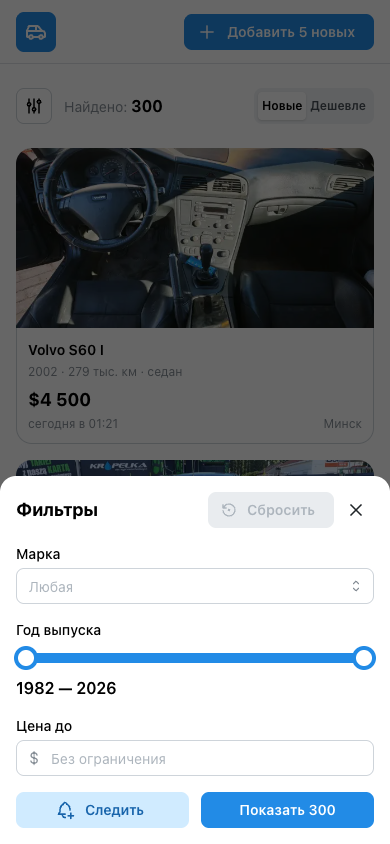 Добавить 5 новых
Найдено: 300
Новые Дешевле
Volvo S60 I
2002 · 279 тыс. км · седан
$4 500
сегодня в 01:21 Минск
KRÓPELKA
Фильтры
Сбросить
Марка
Любая
Год выпуска
1982 — 2026
Цена до
$ Без ограничения
Следить
Показать 300